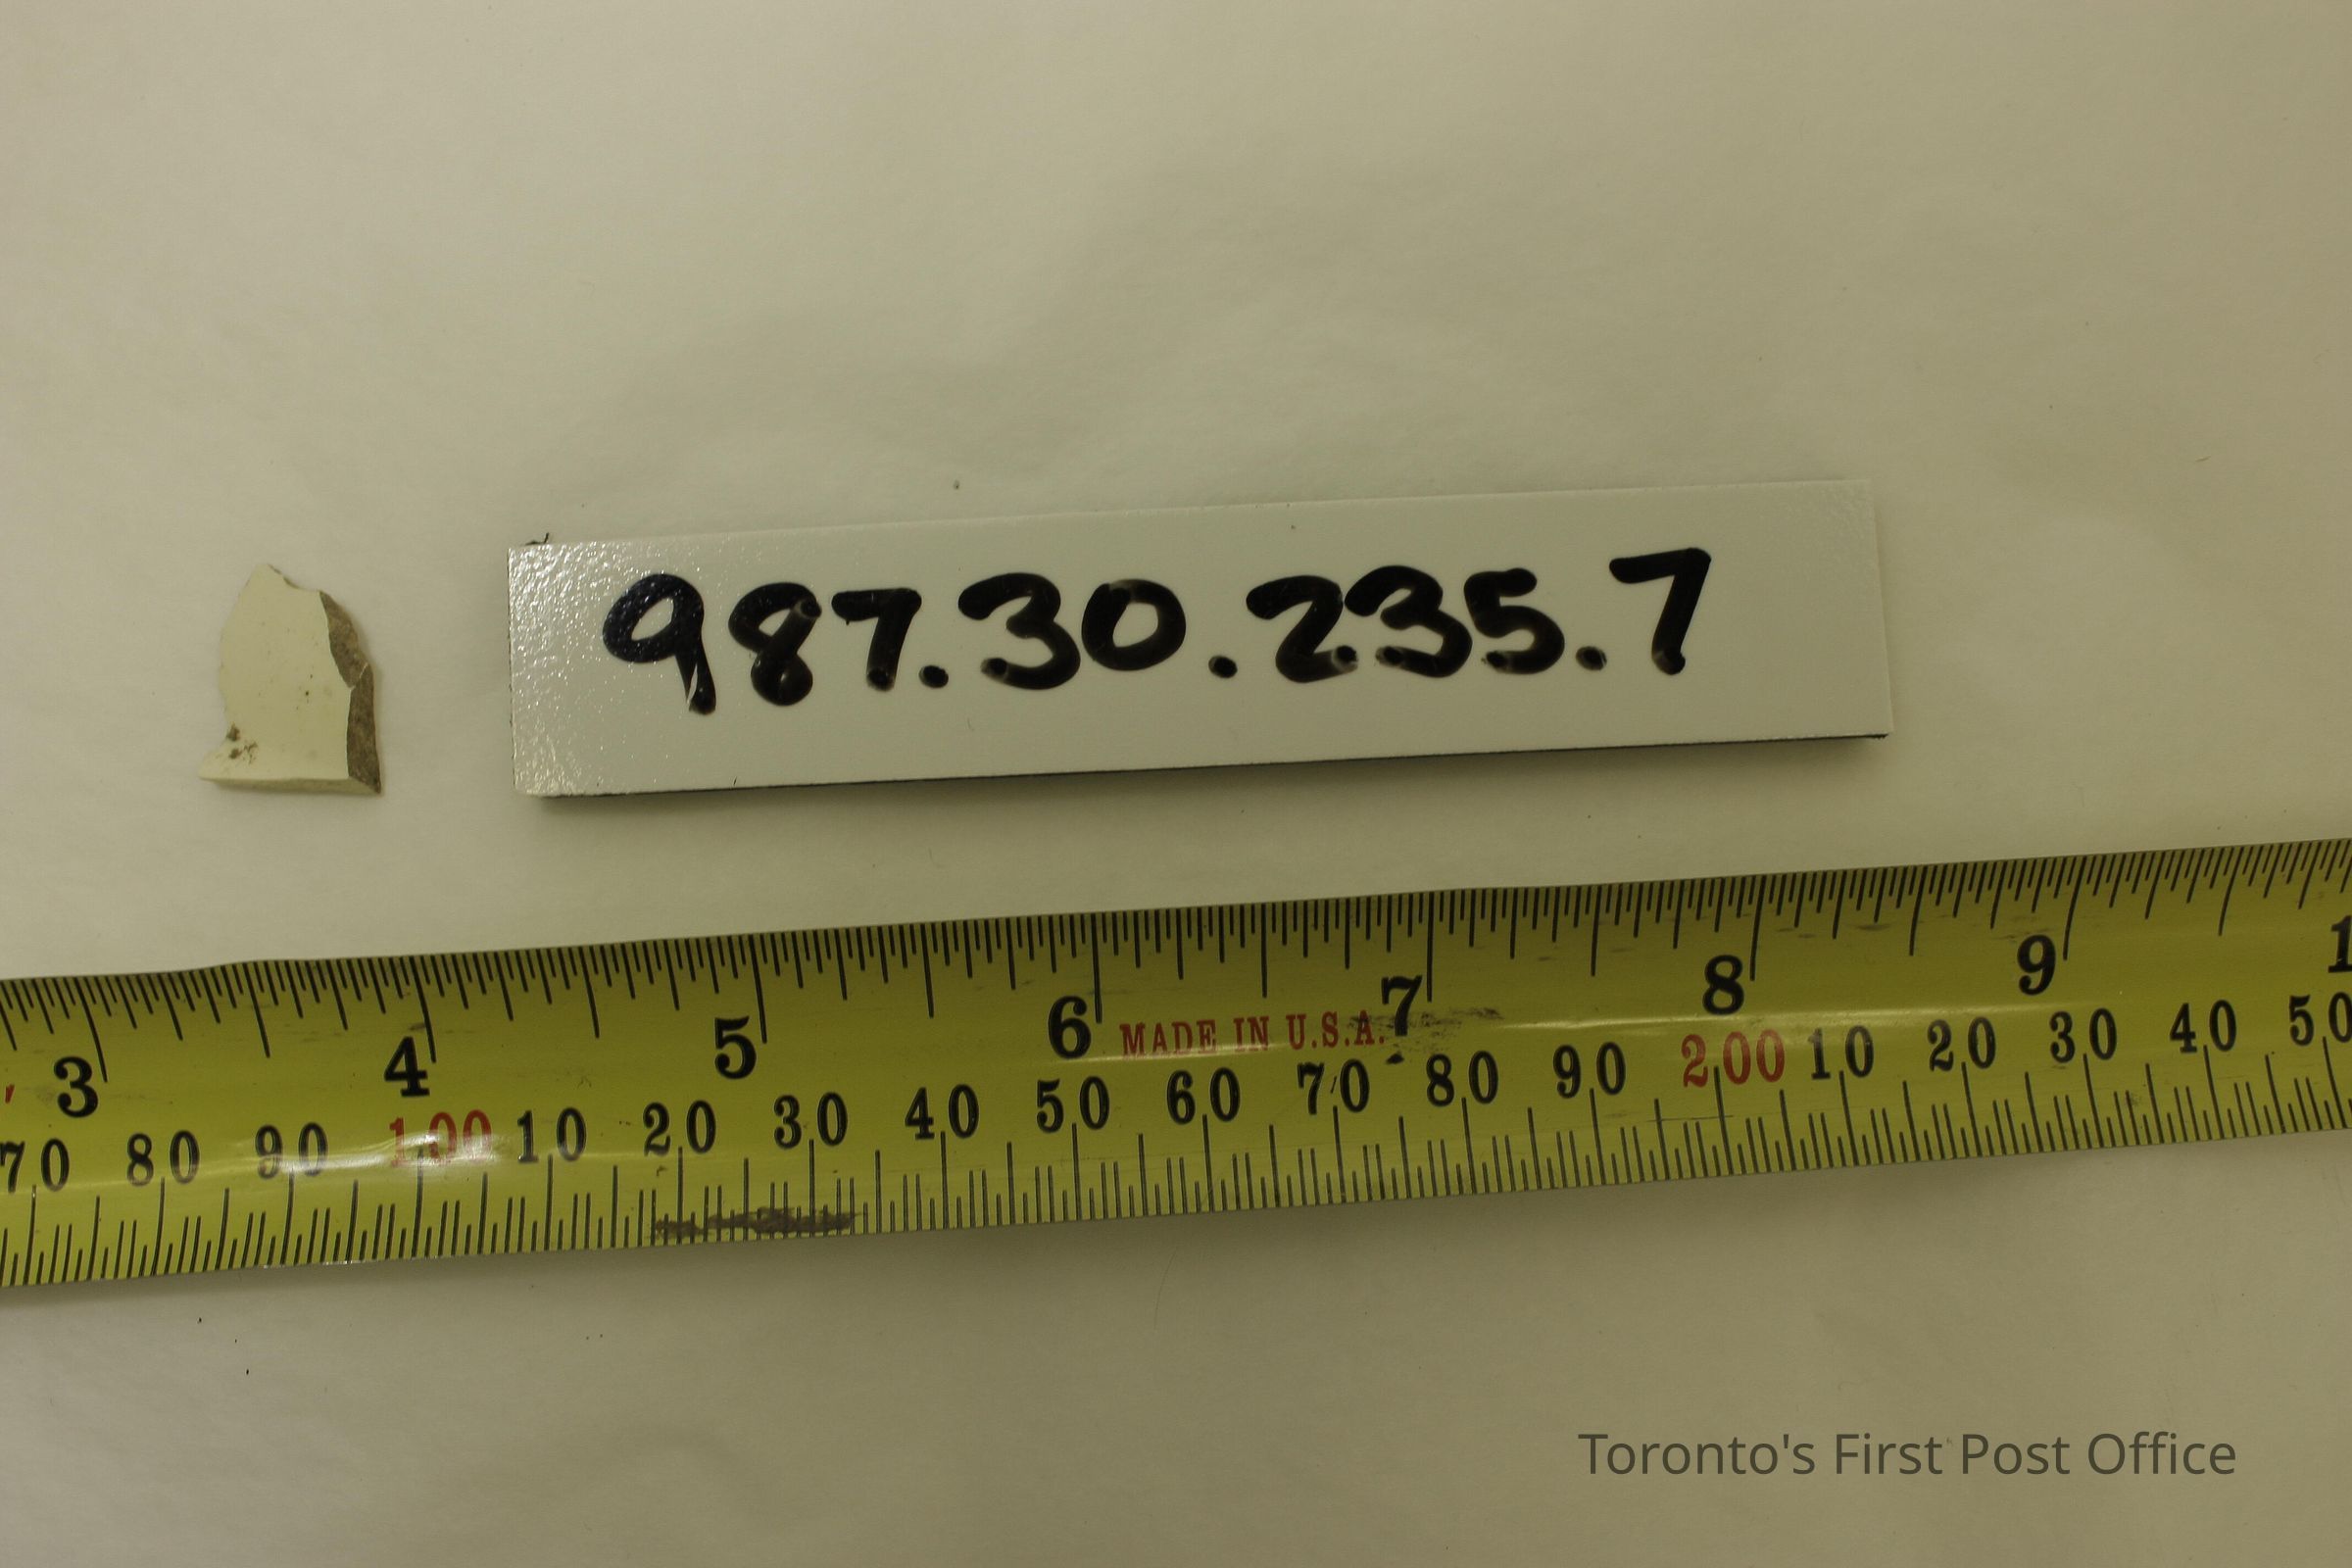 987.30.235.7
3 4 5 6 MADE IN U.S.A. 7 8 9 1
70 80 90 100 10 20 30 40 50 60 70 80 90 200 10 20 30 40 50
Toronto's First Post Office